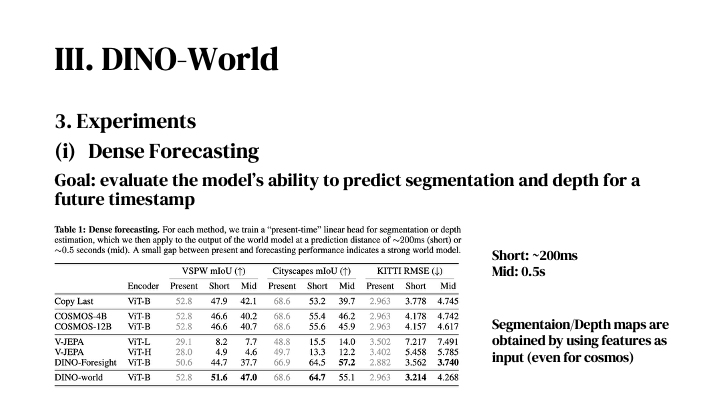 III. DINO-World
3. Experiments
(i) Dense Forecasting
Goal: evaluate the model's ability to predict segmentation and depth for a
future timestamp
Table 1: Dense forecasting. For each method, we train a "present-time" linear head for segmentation or depth
estimation, which we then apply to the output of the world model at a prediction distance of ~200ms (short) or
~0.5 seconds (mid). A small gap between present and forecasting performance indicates a strong world model.
VSPW mIoU (↑) Cityscapes mIoU (↑) KITTI RMSE (↓)
Encoder Present Short Mid Present Short Mid Present Short Mid
Copy Last ViT-B 52.8 47.9 42.1 68.6 53.2 39.7 2.963 3.778 4.745
COSMOS-4B ViT-B 52.8 46.6 40.2 68.6 55.4 46.2 2.963 4.178 4.742
COSMOS-12B ViT-B 52.8 46.6 40.7 68.6 55.6 45.9 2.963 4.157 4.617
V-JEPA ViT-L 29.1 8.2 7.7 48.8 15.5 14.0 3.502 7.217 7.491
V-JEPA ViT-H 28.0 4.9 4.6 49.7 13.3 12.2 3.402 5.458 5.785
DINO-Foresight ViT-B 50.6 44.7 37.7 66.9 64.5 57.2 2.882 3.562 3.740
DINO-world ViT-B 52.8 51.6 47.0 68.6 64.7 55.1 2.963 3.214 4.268
Short: ~200ms
Mid: 0.5s
Segmentaion/Depth maps are
obtained by using features as
input (even for cosmos)